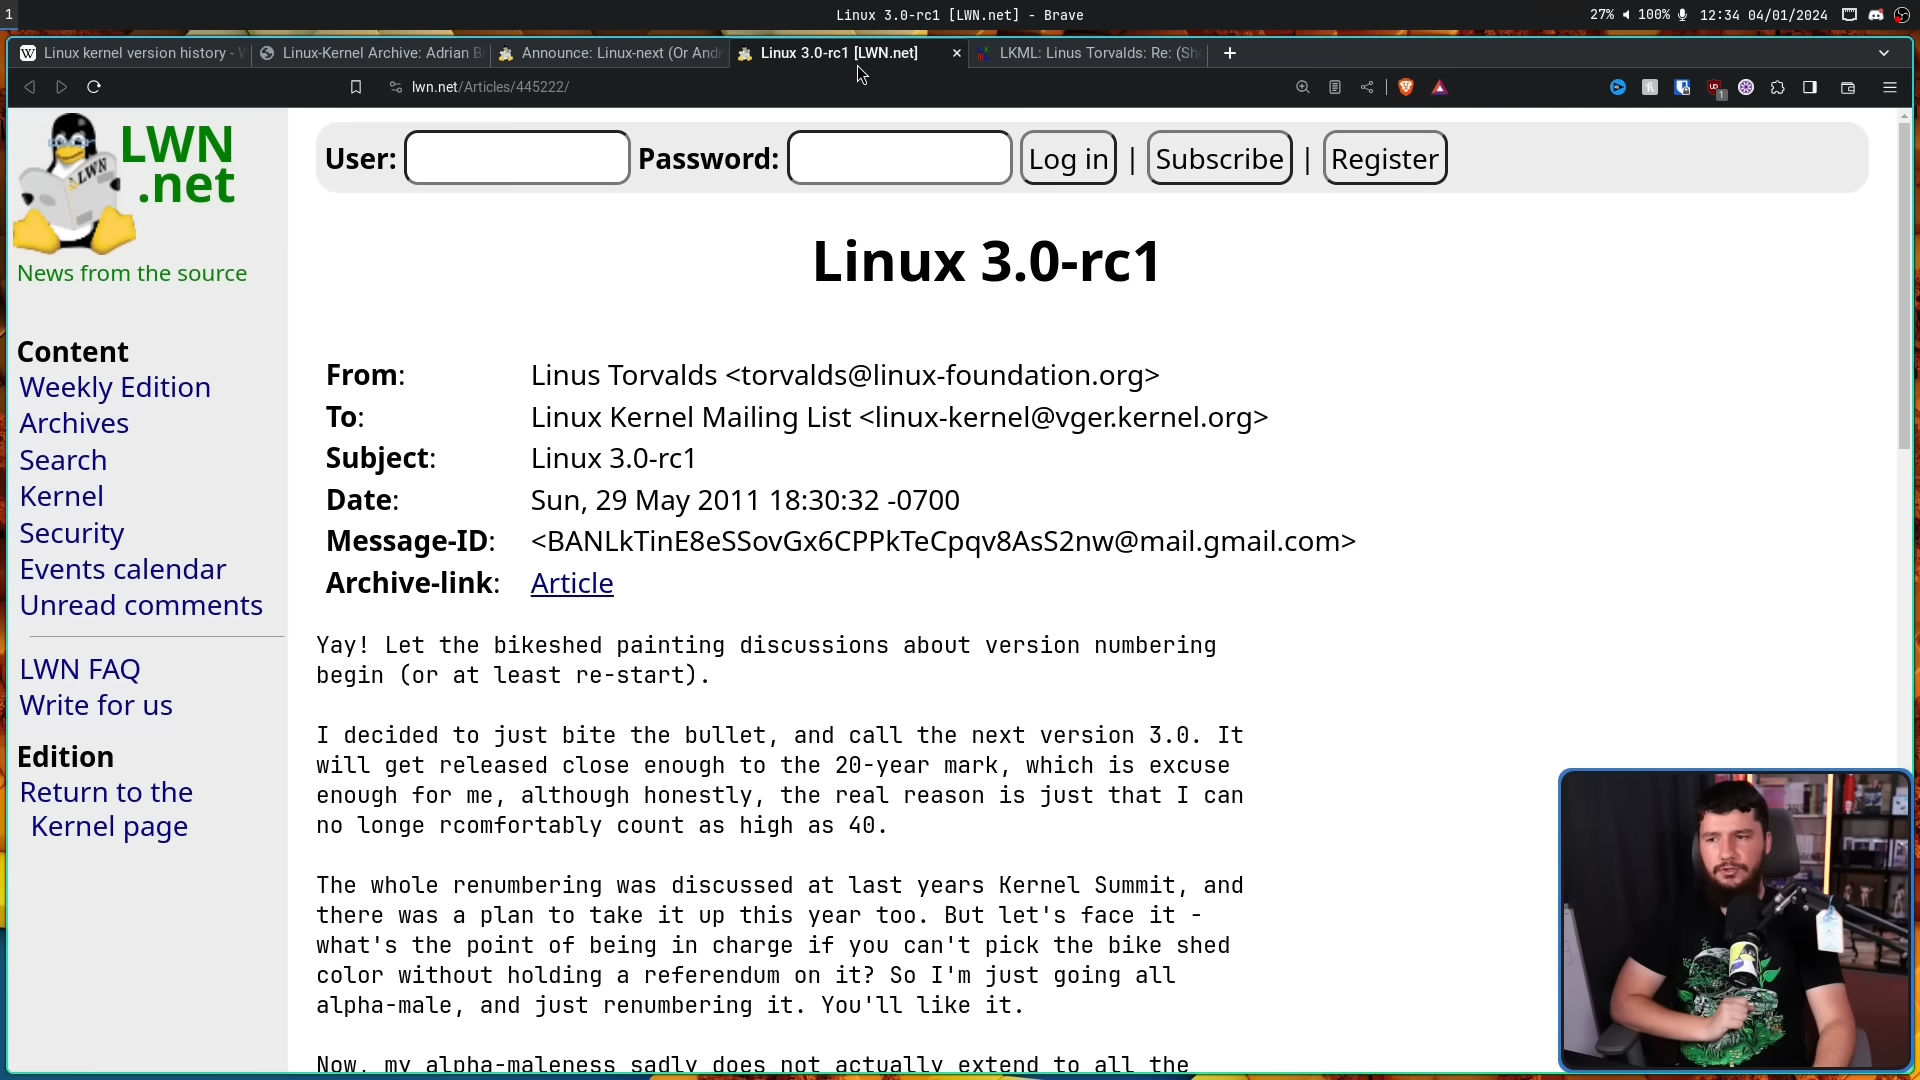 1
Linux 3.0-rc1 [LWN.net] - Brave
27% 100% 12:34 04/01/2024
Linux kernel version history -
Linux-Kernel Archive: Adrian B
Announce: Linux-next (Or Andr
Linux 3.0-rc1 [LWN.net]
LKML: Linus Torvalds: Re: (Sh
lwn.net/Articles/445222/
1
LWN
LWN
.net
News from the source
User:
Password:
Log in | Subscribe | Register
Linux 3.0-rc1
Content
Weekly Edition
Archives
Search
Kernel
Security
Events calendar
Unread comments
LWN FAQ
Write for us
Edition
Return to the
Kernel page
From: Linus Torvalds <torvalds@linux-foundation.org>
To: Linux Kernel Mailing List <linux-kernel@vger.kernel.org>
Subject: Linux 3.0-rc1
Date: Sun, 29 May 2011 18:30:32 -0700
Message-ID: <BANLkTinE8eSSovGx6CPPkTeCpqv8AsS2nw@mail.gmail.com>
Archive-link: Article
Yay! Let the bikeshed painting discussions about version numbering
begin (or at least re-start).
I decided to just bite the bullet, and call the next version 3.0. It
will get released close enough to the 20-year mark, which is excuse
enough for me, although honestly, the real reason is just that I can
no longe rcomfortably count as high as 40.
The whole renumbering was discussed at last years Kernel Summit, and
there was a plan to take it up this year too. But let's face it -
what's the point of being in charge if you can't pick the bike shed
color without holding a referendum on it? So I'm just going all
alpha-male, and just renumbering it. You'll like it.
Now, my alpha-maleness sadly does not actually extend to all the